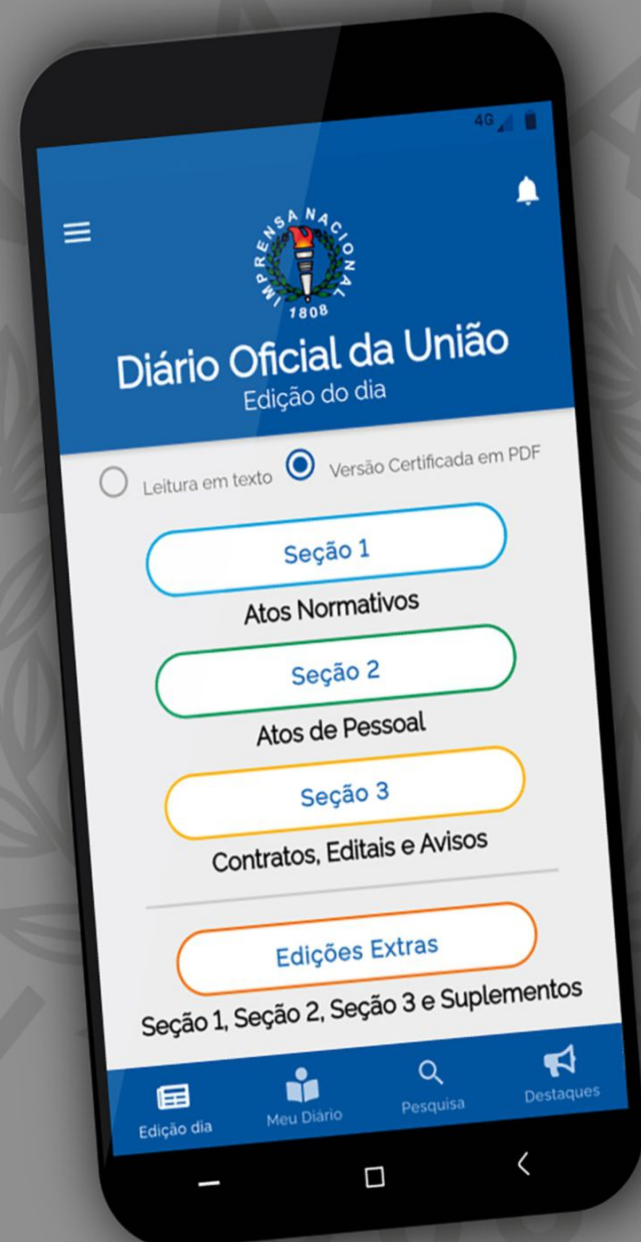 4G
IMPRENSA NACIONAL
1808
Diário Oficial da União
Edição do dia
Leitura em texto Versão Certificada em PDF
Seção 1
Atos Normativos
Seção 2
Atos de Pessoal
Seção 3
Contratos, Editais e Avisos
Edições Extras
Seção 1, Seção 2, Seção 3 e Suplementos
Edição dia Meu Diário Pesquisa Destaques